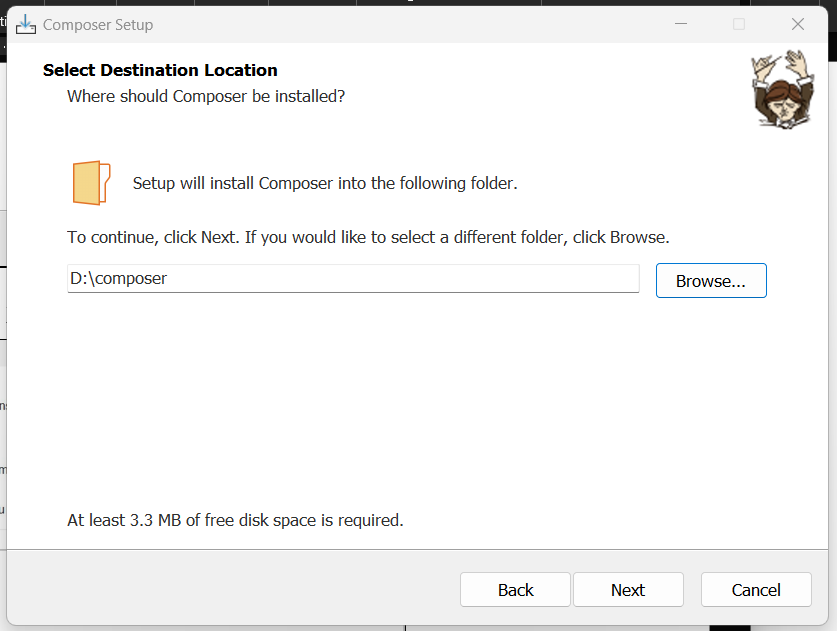 Composer Setup
Select Destination Location
Where should Composer be installed?
Setup will install Composer into the following folder.
To continue, click Next. If you would like to select a different folder, click Browse.
D:\composer
Browse...
At least 3.3 MB of free disk space is required.
Back
Next
Cancel